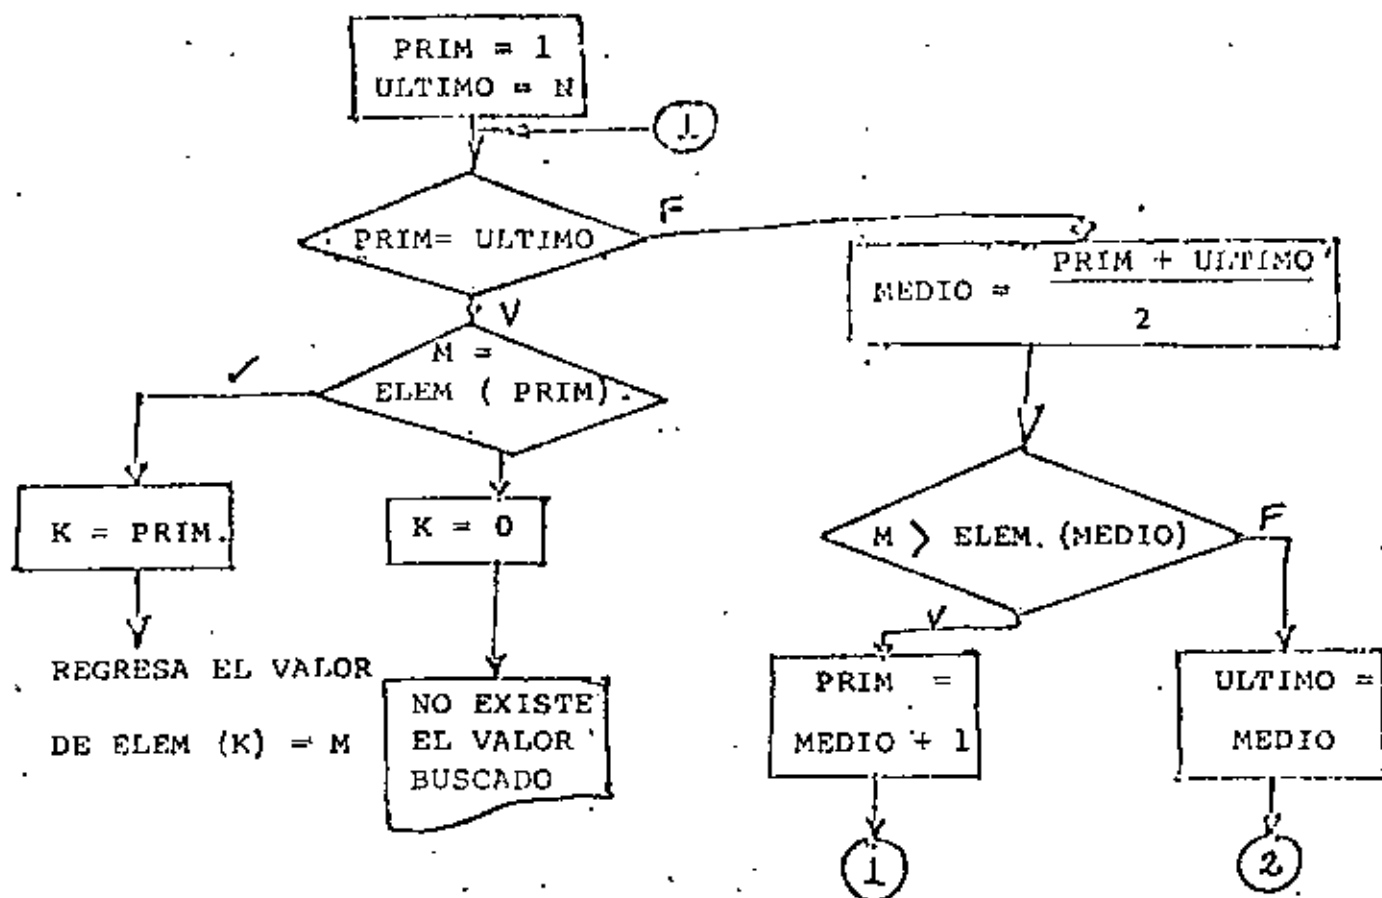 PRIM = 1
ULTIMO = N
1
PRIM= ULTIMO
F
MEDIO = PRIM + ULTIMO
2
V
M =
ELEM ( PRIM).
K = PRIM.
K = 0
M > ELEM. (MEDIO)
F
V
REGRESA EL VALOR
DE ELEM (K) = M
NO EXISTE
EL VALOR
BUSCADO
PRIM =
MEDIO + 1
ULTIMO =
MEDIO
1
2